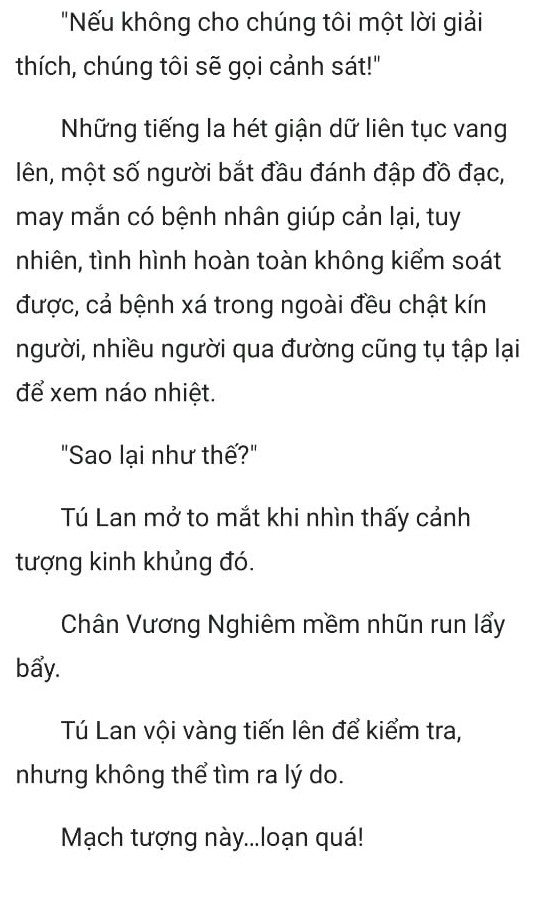 "Nếu không cho chúng tôi một lời giải
thích, chúng tôi sẽ gọi cảnh sát!"
Những tiếng la hét giận dữ liên tục vang
lên, một số người bắt đầu đánh đập đồ đạc,
may mắn có bệnh nhân giúp cản lại, tuy
nhiên, tình hình hoàn toàn không kiểm soát
được, cả bệnh xá trong ngoài đều chật kín
người, nhiều người qua đường cũng tụ tập lại
để xem náo nhiệt.
"Sao lại như thế?"
Tú Lan mở to mắt khi nhìn thấy cảnh
tượng kinh khủng đó.
Chân Vương Nghiêm mềm nhũn run lẩy
bẩy.
Tú Lan vội vàng tiến lên để kiểm tra,
nhưng không thể tìm ra lý do.
Mạch tượng này...loạn quá!